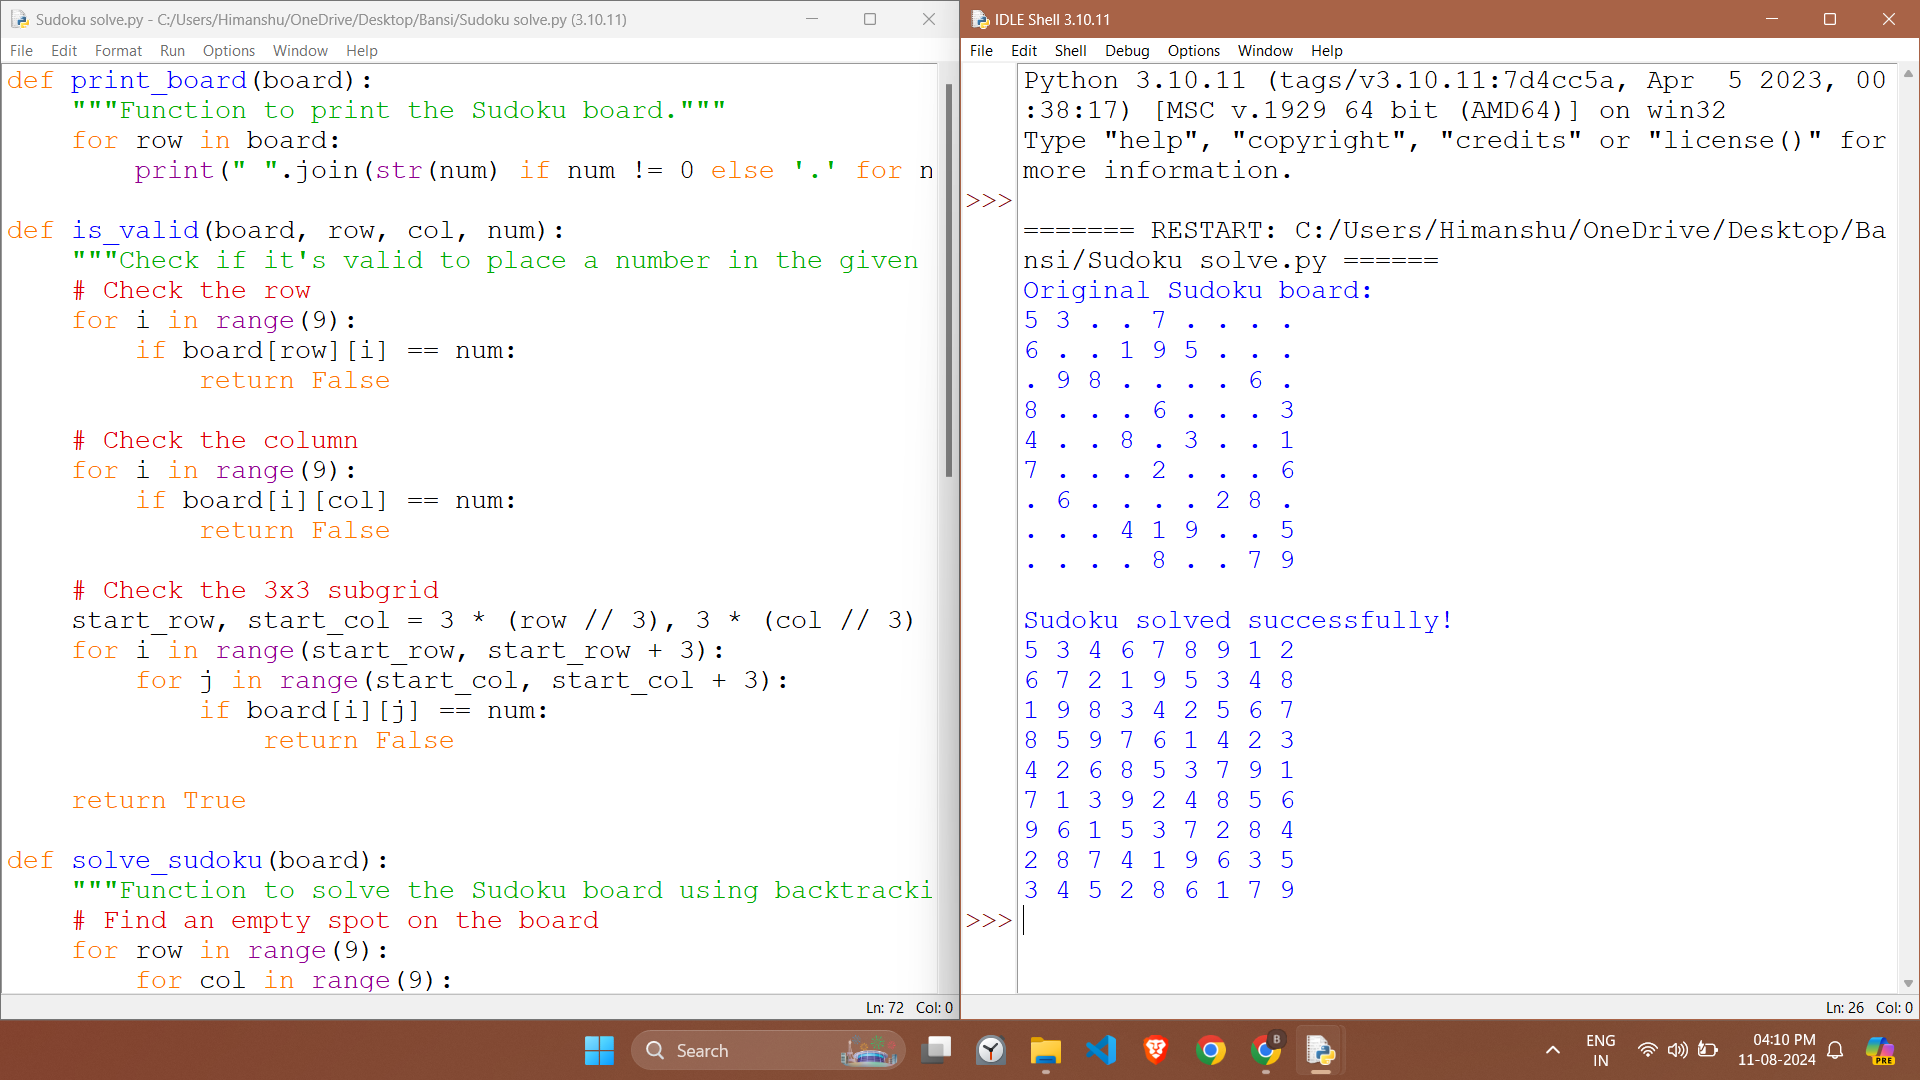 Sudoku solve.py - C:/Users/Himanshu/OneDrive/Desktop/Bansi/Sudoku solve.py (3.10.11)
File Edit Format Run Options Window Help
def print_board(board):
    """Function to print the Sudoku board."""
    for row in board:
        print(" ".join(str(num) if num != 0 else '.' for n

def is_valid(board, row, col, num):
    """Check if it's valid to place a number in the given
    # Check the row
    for i in range(9):
        if board[row][i] == num:
            return False

    # Check the column
    for i in range(9):
        if board[i][col] == num:
            return False

    # Check the 3x3 subgrid
    start_row, start_col = 3 * (row // 3), 3 * (col // 3)
    for i in range(start_row, start_row + 3):
        for j in range(start_col, start_col + 3):
            if board[i][j] == num:
                return False

    return True

def solve_sudoku(board):
    """Function to solve the Sudoku board using backtracki
    # Find an empty spot on the board
    for row in range(9):
        for col in range(9):
Ln: 72 Col: 0
IDLE Shell 3.10.11
File Edit Shell Debug Options Window Help
Python 3.10.11 (tags/v3.10.11:7d4cc5a, Apr  5 2023, 00
:38:17) [MSC v.1929 64 bit (AMD64)] on win32
Type "help", "copyright", "credits" or "license()" for
more information.
>>>
======= RESTART: C:/Users/Himanshu/OneDrive/Desktop/Ba
nsi/Sudoku solve.py ======
Original Sudoku board:
5 3 . . 7 . . . .
6 . . 1 9 5 . . .
. 9 8 . . . . 6 .
8 . . . 6 . . . 3
4 . . 8 . 3 . . 1
7 . . . 2 . . . 6
. 6 . . . . 2 8 .
. . . 4 1 9 . . 5
. . . . 8 . . 7 9

Sudoku solved successfully!
5 3 4 6 7 8 9 1 2
6 7 2 1 9 5 3 4 8
1 9 8 3 4 2 5 6 7
8 5 9 7 6 1 4 2 3
4 2 6 8 5 3 7 9 1
7 1 3 9 2 4 8 5 6
9 6 1 5 3 7 2 8 4
2 8 7 4 1 9 6 3 5
3 4 5 2 8 6 1 7 9
>>>
Ln: 26 Col: 0
Search
B
ENG
IN
04:10 PM
11-08-2024
PRE